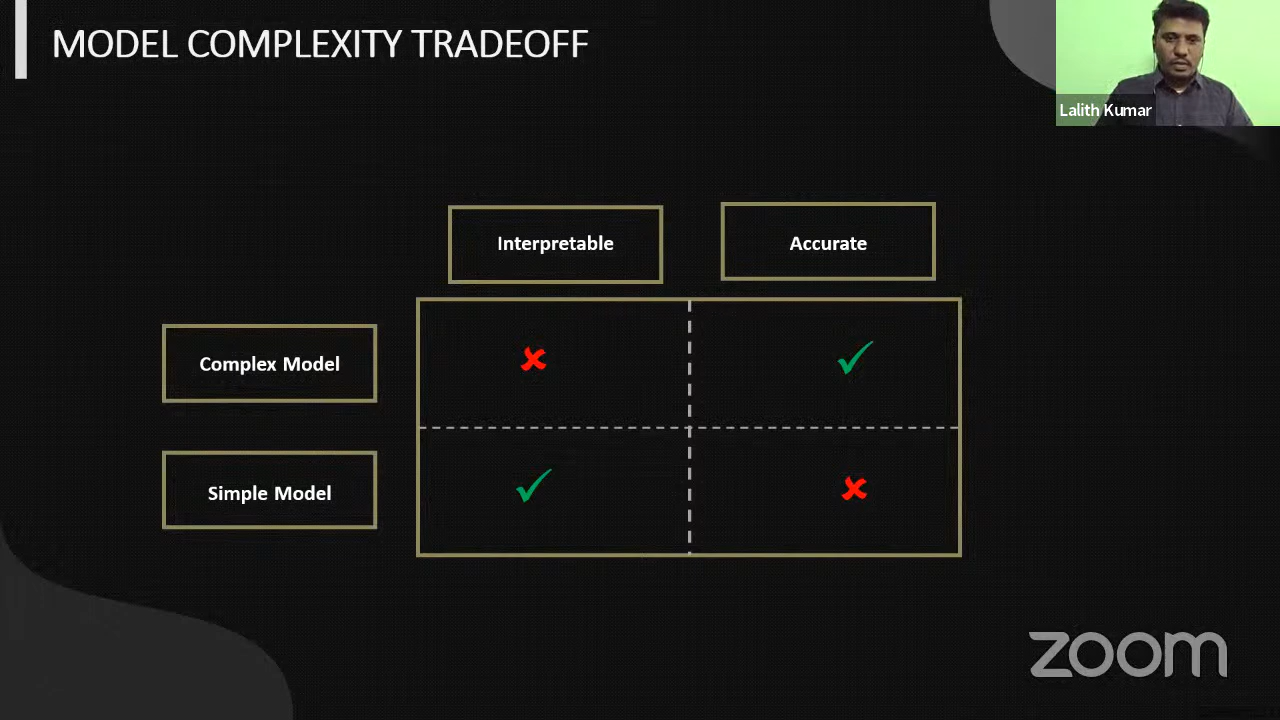 MODEL COMPLEXITY TRADEOFF
Lalith Kumar
Interpretable
Accurate
Complex Model
✘
✓
Simple Model
✓
✘
zoom